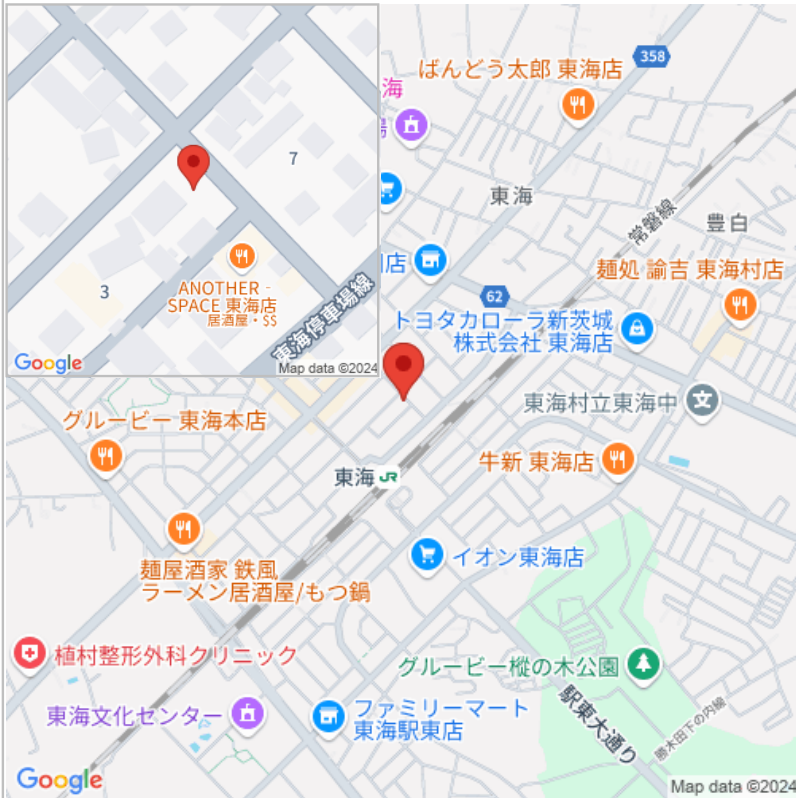 7
3
ANOTHER -
SPACE 東海店
居酒屋・$$
東海停車場線
Google
Map data ©2024
海
358
ばんどう太郎 東海店
東海
常磐線
豊白
店
62
麺処 諭吉 東海村店
トヨタカローラ新茨城
株式会社 東海店
グルービー 東海本店
東海村立東海中
牛新 東海店
東海 JR
イオン東海店
麺屋酒家 鉄風
ラーメン居酒屋/もつ鍋
植村整形外科クリニック
グルービー樅の木公園
東海文化センター
ファミリーマート
東海駅東店
駅東大通り
勝木田下の内線
Google
Map data ©2024